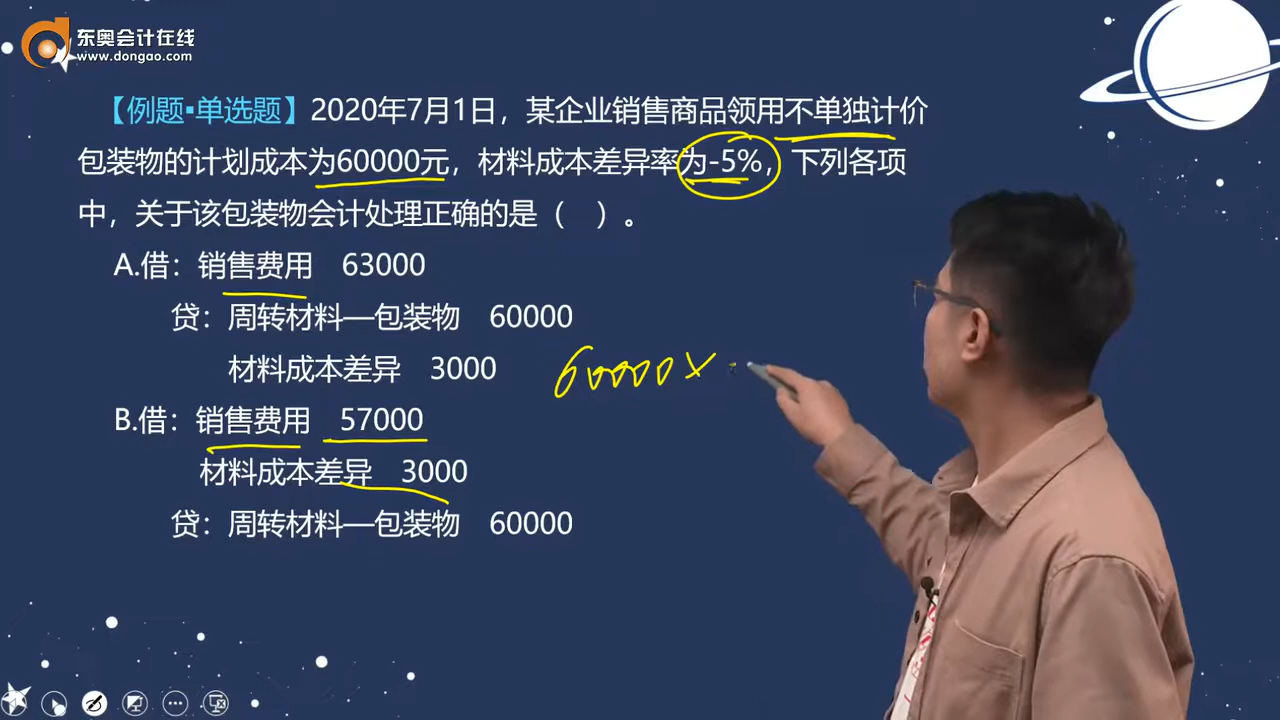 东奥会计在线
www.dongao.com
【例题·单选题】2020年7月1日，某企业销售商品领用不单独计价
包装物的计划成本为60000元，材料成本差异率为-5%，下列各项
中，关于该包装物会计处理正确的是（ ）。
A.借：销售费用 63000
贷：周转材料—包装物 60000
材料成本差异 3000
60000×
B.借：销售费用 57000
材料成本差异 3000
贷：周转材料—包装物 60000